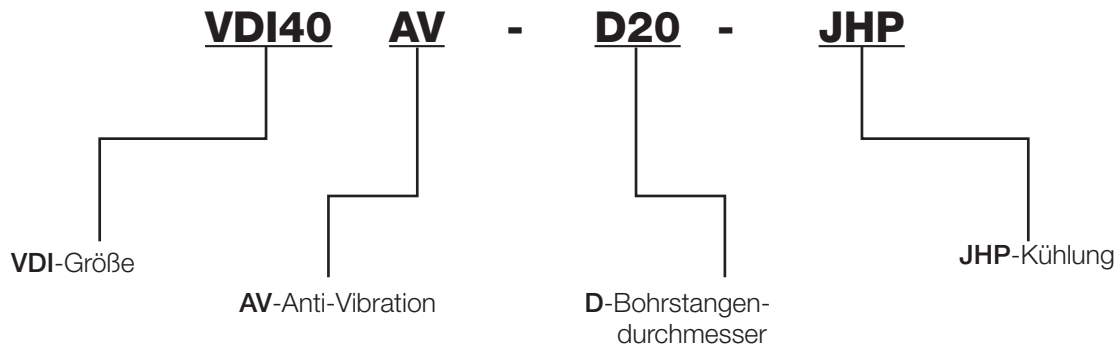 VDI40 AV - D20 - JHP
VDI-Größe
JHP-Kühlung
AV-Anti-Vibration
D-Bohrstangen-
durchmesser